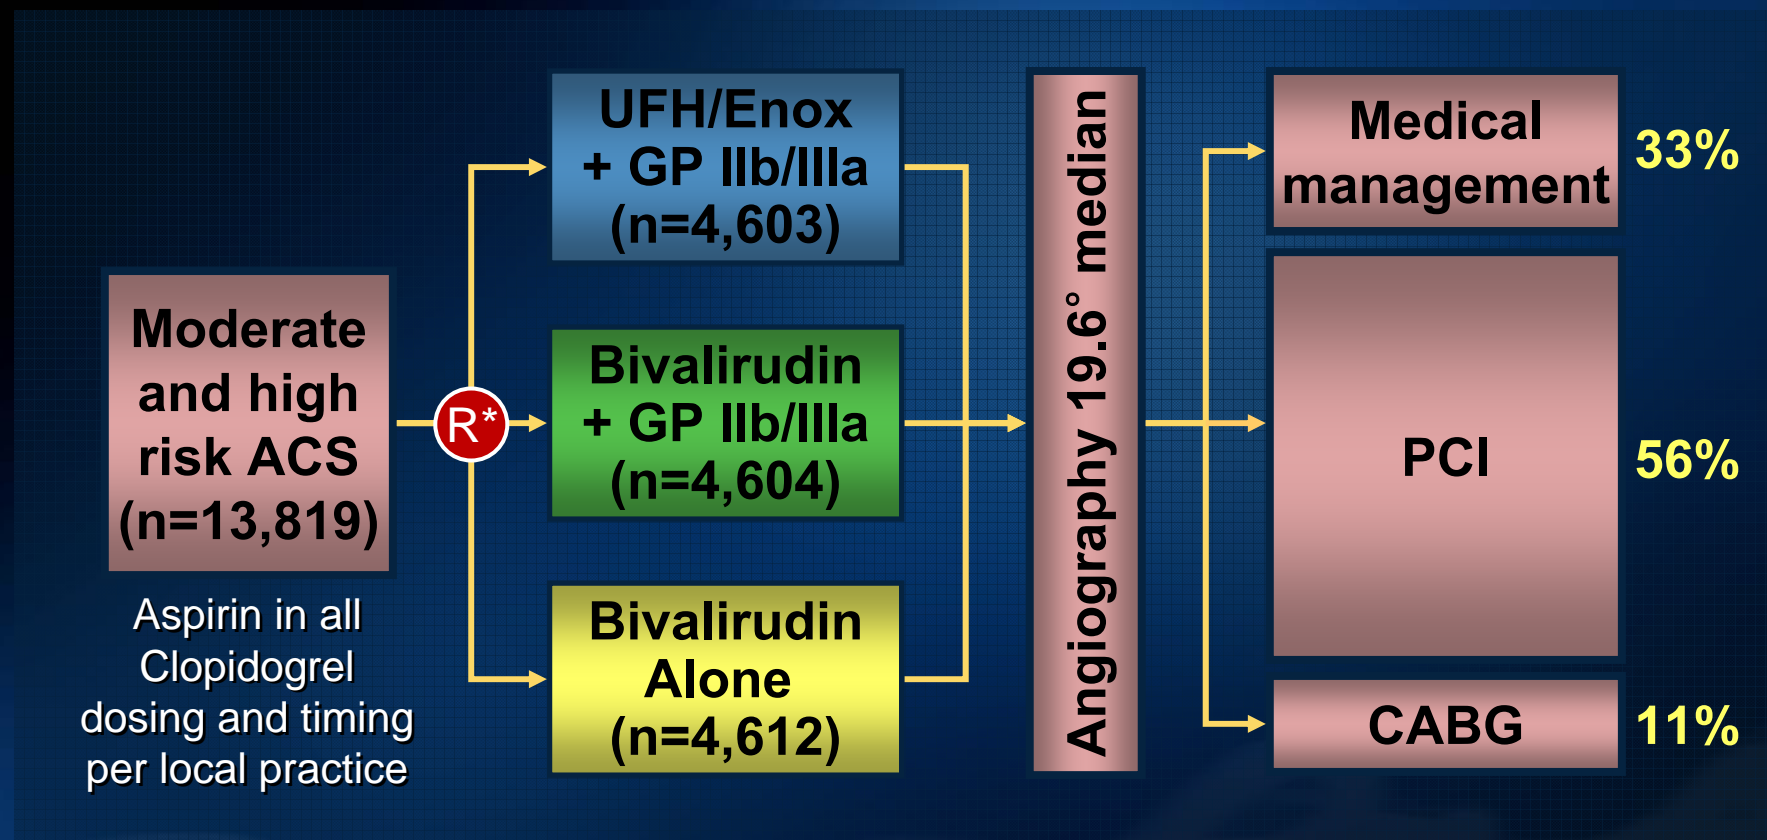 Moderate
and high
risk ACS
(n=13,819)
Aspirin in all
Clopidogrel
dosing and timing
per local practice
R*
UFH/Enox
+ GP IIb/IIIa
(n=4,603)
Bivalirudin
+ GP IIb/IIIa
(n=4,604)
Bivalirudin
Alone
(n=4,612)
Angiography 19.6° median
Medical
management
33%
PCI
56%
CABG
11%